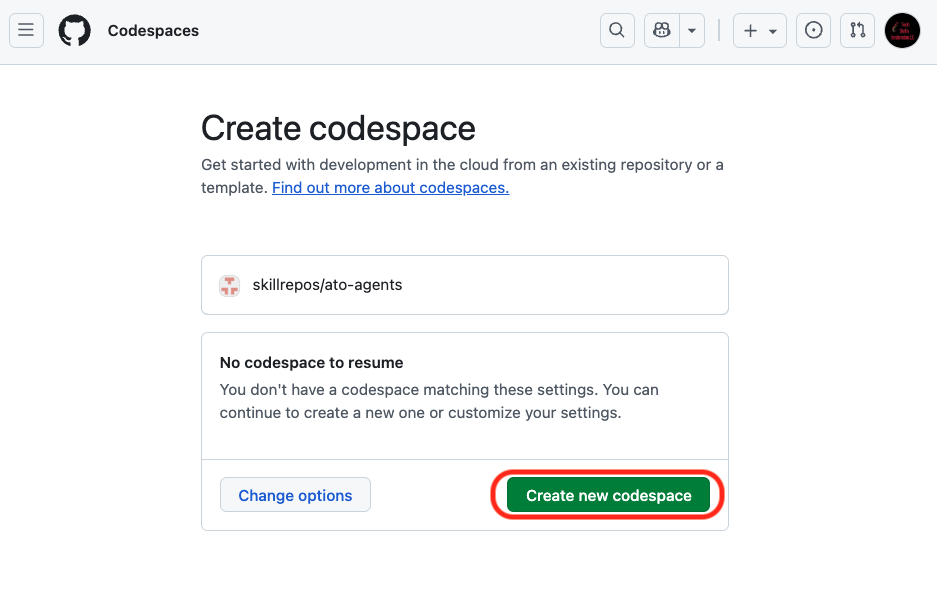 Codespaces
Create codespace
Get started with development in the cloud from an existing repository or a
template. Find out more about codespaces.
skillrepos/ato-agents
No codespace to resume
You don't have a codespace matching these settings. You can
continue to create a new one or customize your settings.
Change options
Create new codespace